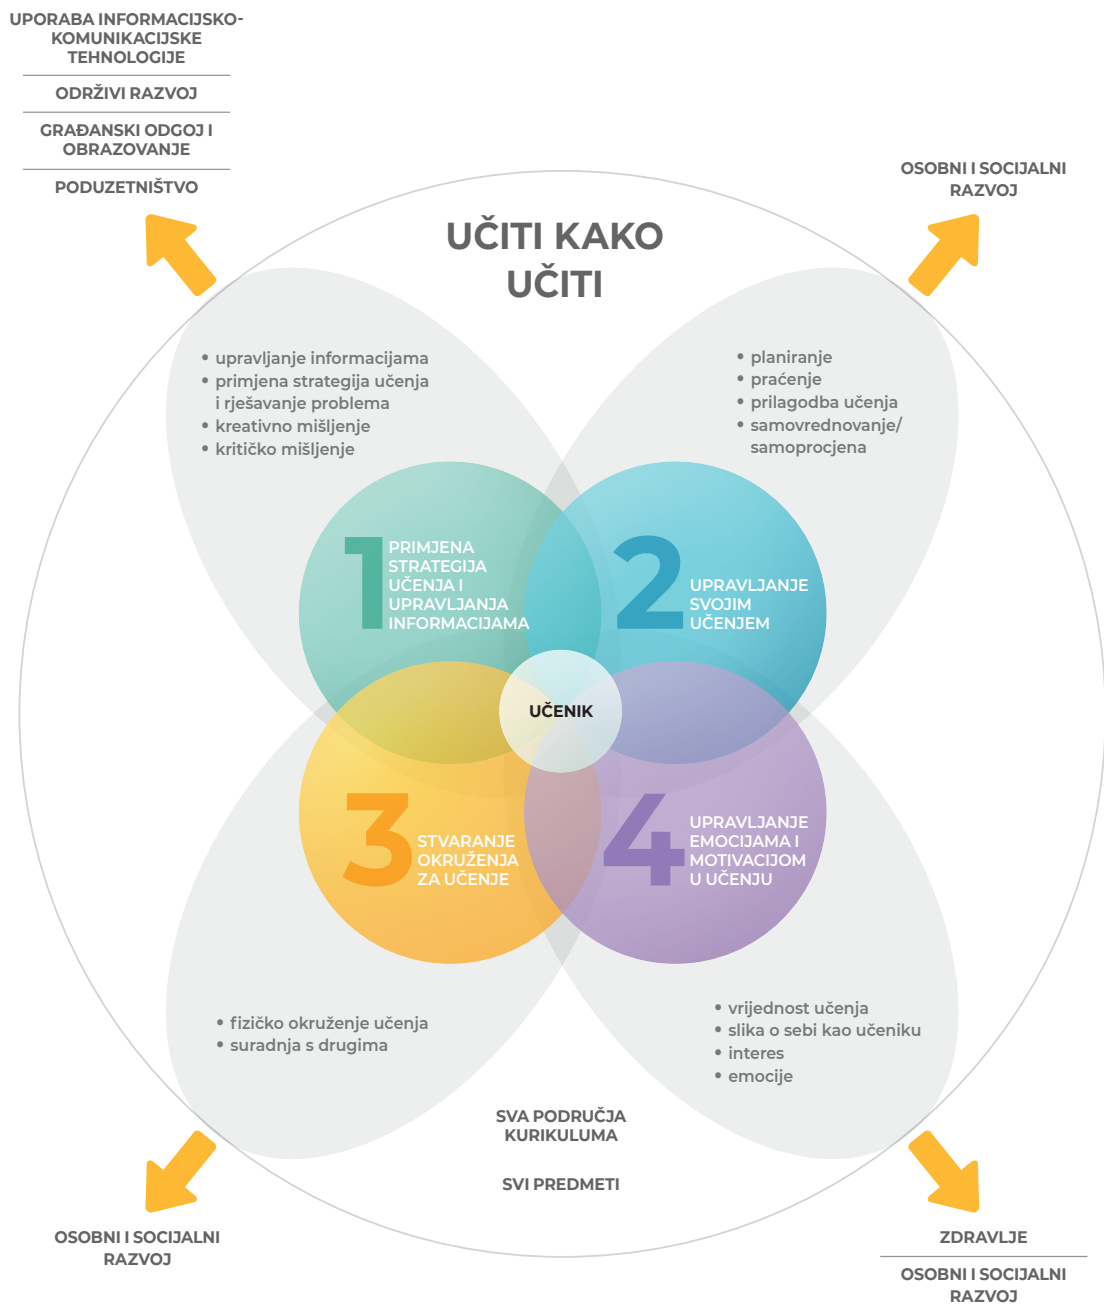 UPORABA INFORMACIJSKO-
KOMUNIKACIJSKE
TEHNOLOGIJE
ODRŽIVI RAZVOJ
GRAĐANSKI ODGOJ I
OBRAZOVANJE
PODUZETNIŠTVO
OSOBNI I SOCIJALNI
RAZVOJ
UČITI KAKO
UČITI
• upravljanje informacijama
• primjena strategija učenja
i rješavanje problema
• kreativno mišljenje
• kritičko mišljenje
• planiranje
• praćenje
• prilagodba učenja
• samovrednovanje/
samoprocjena
1
PRIMJENA
STRATEGIJA
UČENJA I
UPRAVLJANJA
INFORMACIJAMA
2
UPRAVLJANJE
SVOJIM
UČENJEM
UČENIK
3
STVARANJE
OKRUŽENJA
ZA UČENJE
4
UPRAVLJANJE
EMOCIJAMA I
MOTIVACIJOM
U UČENJU
• fizičko okruženje učenja
• suradnja s drugima
• vrijednost učenja
• slika o sebi kao učeniku
• interes
• emocije
SVA PODRUČJA
KURIKULUMA
SVI PREDMETI
OSOBNI I SOCIJALNI
RAZVOJ
ZDRAVLJE
OSOBNI I SOCIJALNI
RAZVOJ